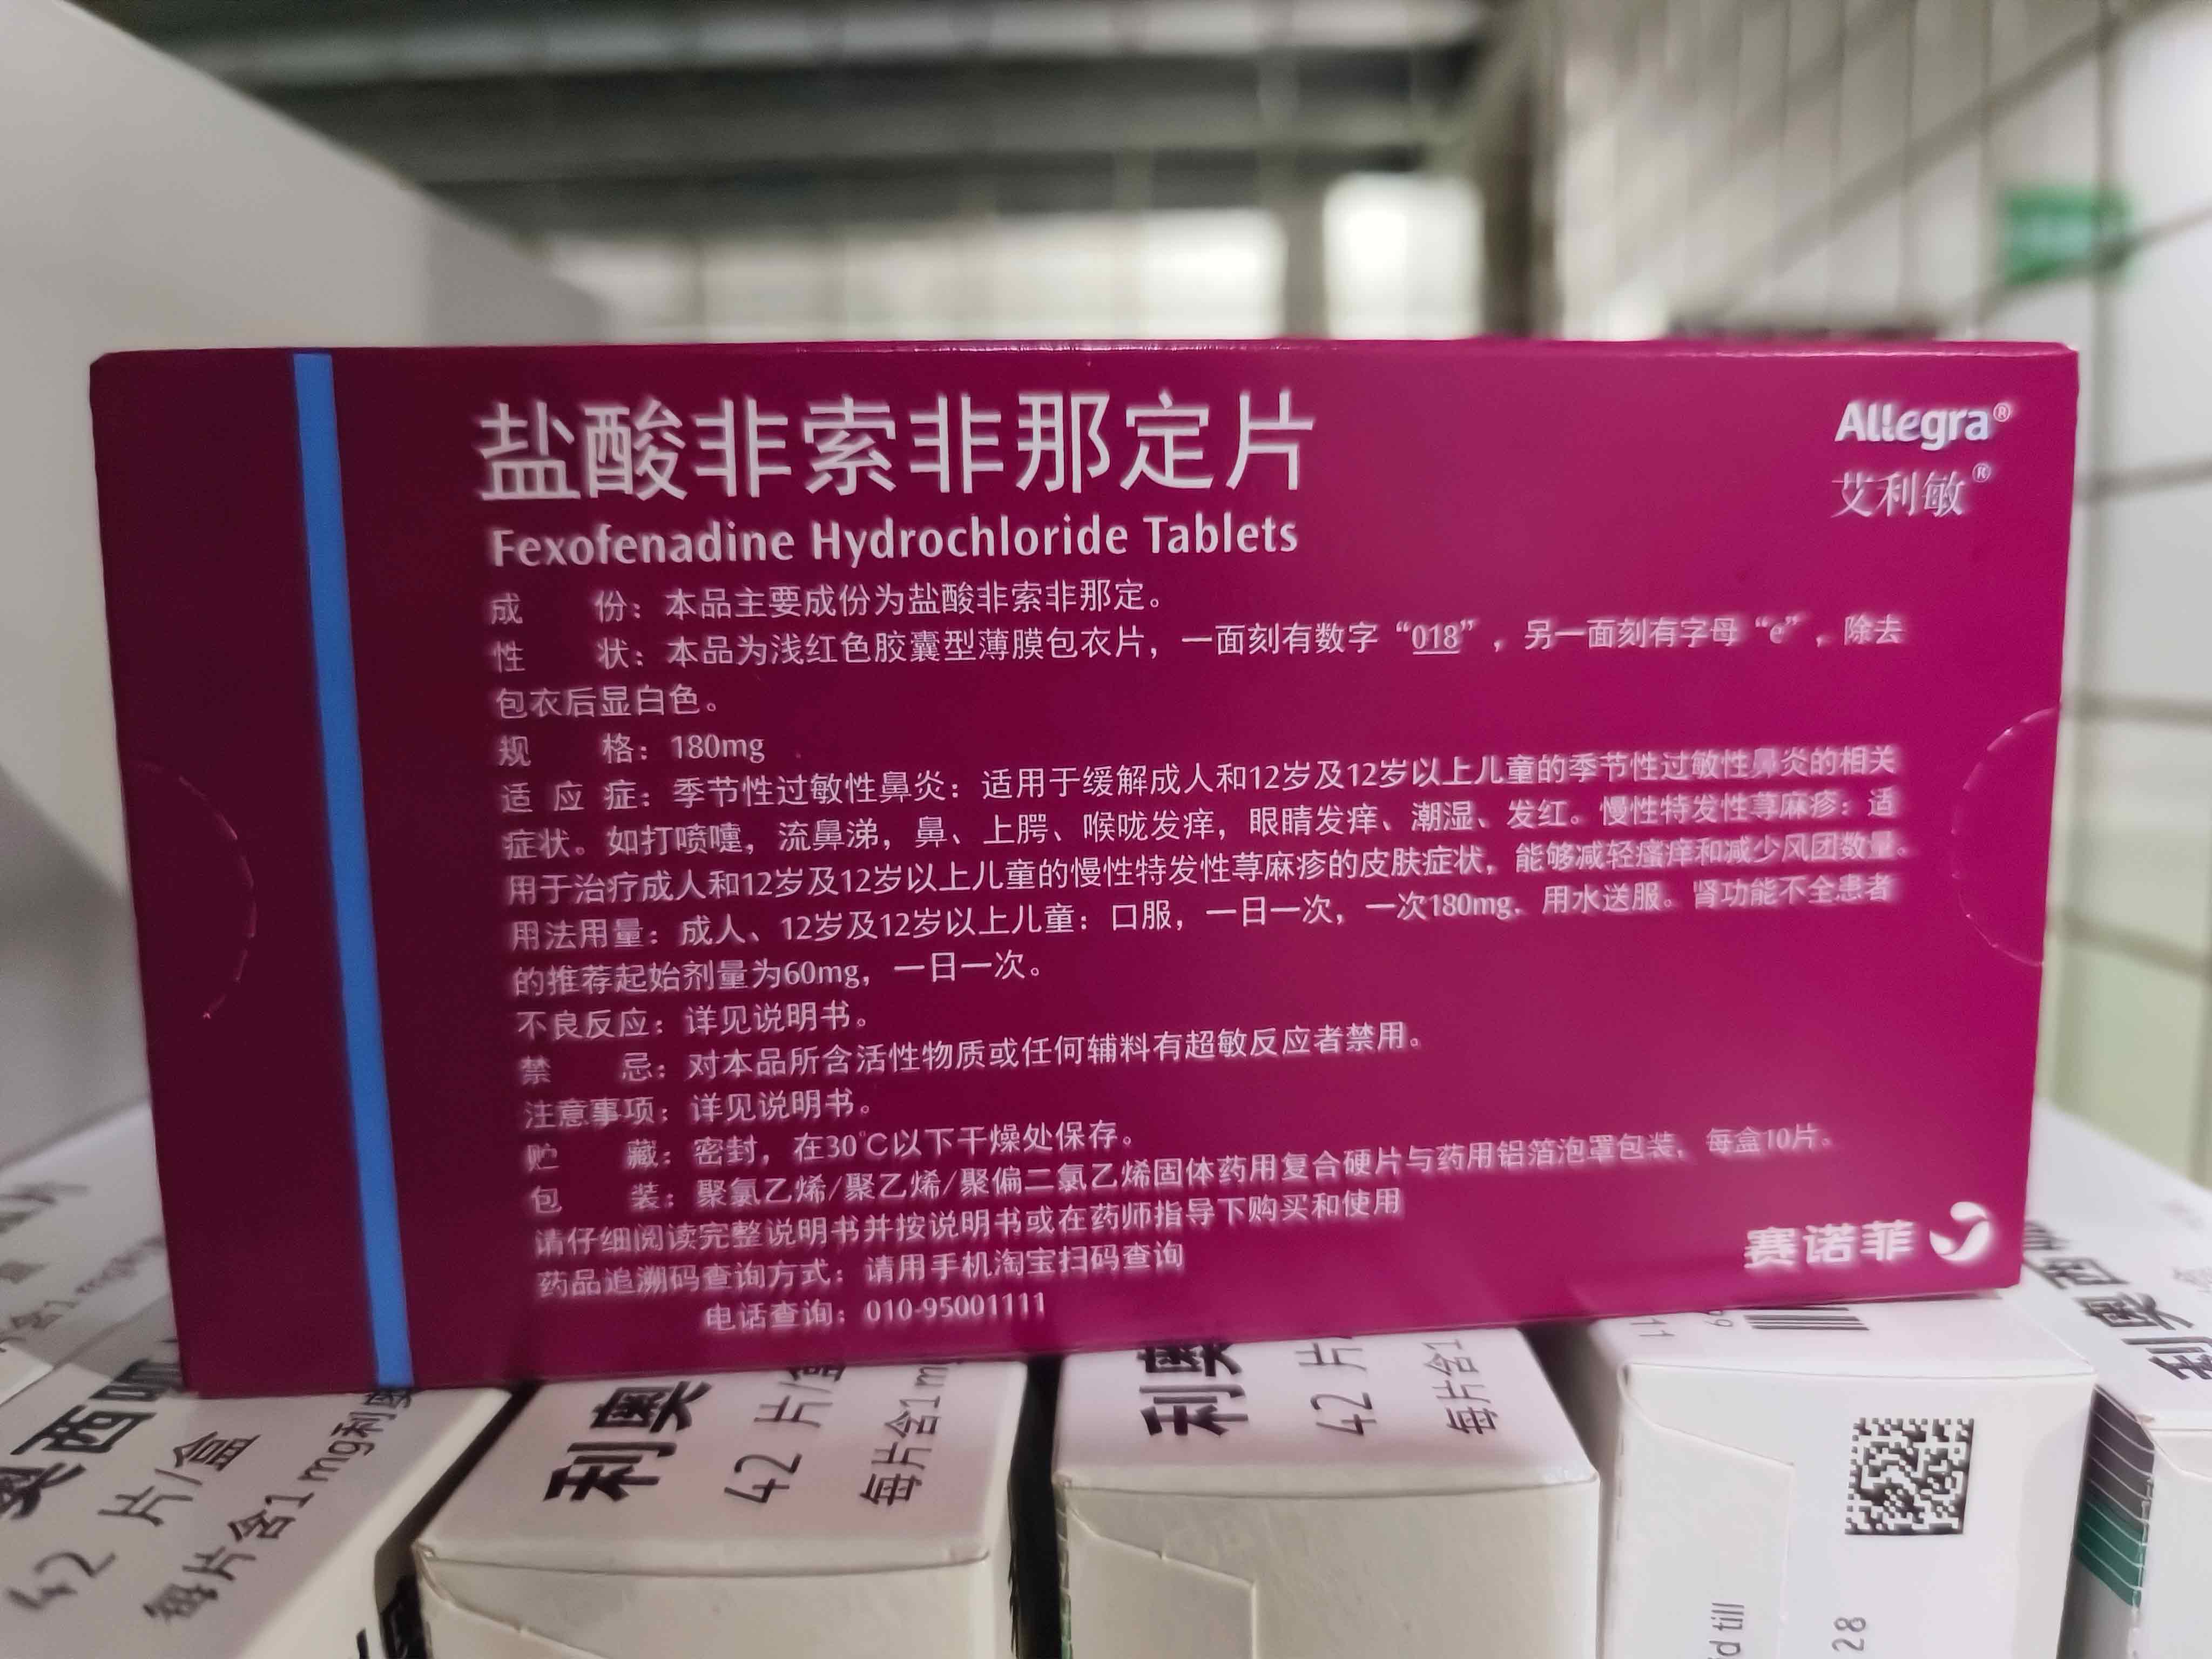 盐酸非索非那定片
Fexofenadine Hydrochloride Tablets
Allegra®
艾利敏®
成 份：本品主要成份为盐酸非索非那定。
性 状：本品为浅红色胶囊型薄膜包衣片，一面刻有数字“018”，另一面刻有字母“e”，除去
包衣后显白色。
规 格：180mg
适 应 症：季节性过敏性鼻炎：适用于缓解成人和12岁及12岁以上儿童的季节性过敏性鼻炎的相关
症状。如打喷嚏，流鼻涕，鼻、上腭、喉咙发痒，眼睛发痒、潮湿、发红。慢性特发性荨麻疹：适
用于治疗成人和12岁及12岁以上儿童的慢性特发性荨麻疹的皮肤症状，能够减轻瘙痒和减少风团数量。
用法用量：成人、12岁及12岁以上儿童：口服，一日一次，一次180mg，用水送服。肾功能不全患者
的推荐起始剂量为60mg，一日一次。
不良反应：详见说明书。
禁 忌：对本品所含活性物质或任何辅料有超敏反应者禁用。
注意事项：详见说明书。
贮 藏：密封，在30℃以下干燥处保存。
包 装：聚氯乙烯/聚乙烯/聚偏二氯乙烯固体药用复合硬片与药用铝箔泡罩包装，每盒10片。
请仔细阅读完整说明书并按说明书或在药师指导下购买和使用
药品追溯码查询方式：请用手机淘宝扫码查询
电话查询：010-95001111
赛诺菲
奥西呱
42 片/盒
每片含1 mg利奥
利奥
42 片/盒
每片含1 m
利奥
42 片
每片含1
28
利奥西